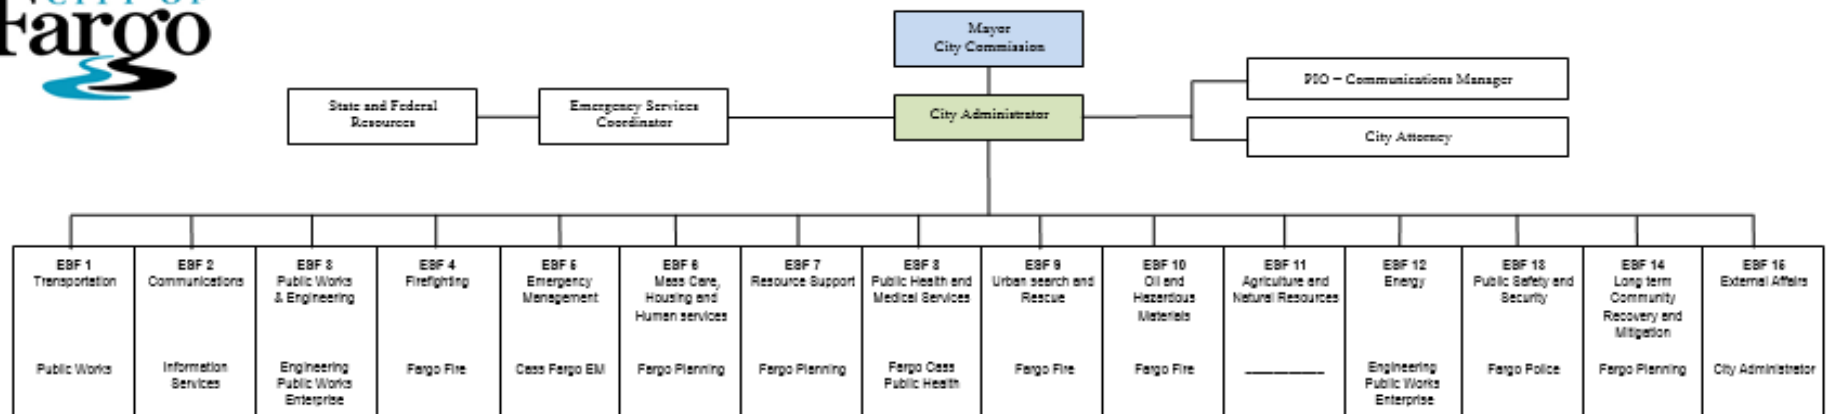 CITY OF
Fargo
Mayor
City Commission
PIO – Communications Manager
State and Federal
Resources
Emergency Services
Coordinator
City Administrator
City Attorney
ESF 1
Transportation
Public Works
ESF 2
Communications
Information
Services
ESF 3
Public Works
& Engineering
Engineering
Public Works
Enterprise
ESF 4
Firefighting
Fargo Fire
ESF 5
Emergency
Management
Cass Fargo EM
ESF 6
Mass Care,
Housing and
Human services
Fargo Planning
ESF 7
Resource Support
Fargo Planning
ESF 8
Public Health and
Medical Services
Fargo Cass
Public Health
ESF 9
Urban search and
Rescue
Fargo Fire
ESF 10
Oil and
Hazardous
Materials
Fargo Fire
ESF 11
Agriculture and
Natural Resources
ESF 12
Energy
Engineering
Public Works
Enterprise
ESF 13
Public Safety and
Security
Fargo Police
ESF 14
Long term
Community
Recovery and
Mitigation
Fargo Planning
ESF 15
External Affairs
City Administrator